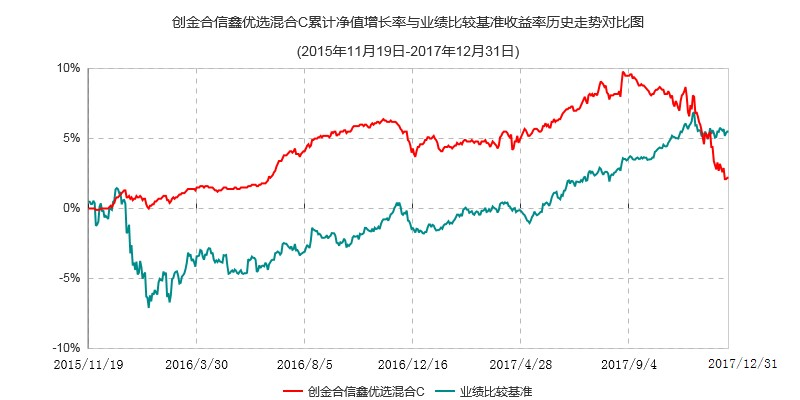 创金合信鑫优选混合C累计净值增长率与业绩比较基准收益率历史走势对比图
(2015年11月19日-2017年12月31日)
10%
5%
0%
-5%
-10%
2015/11/19 2016/3/30 2016/8/5 2016/12/16 2017/4/28 2017/9/4 2017/12/31
创金合信鑫优选混合C 业绩比较基准